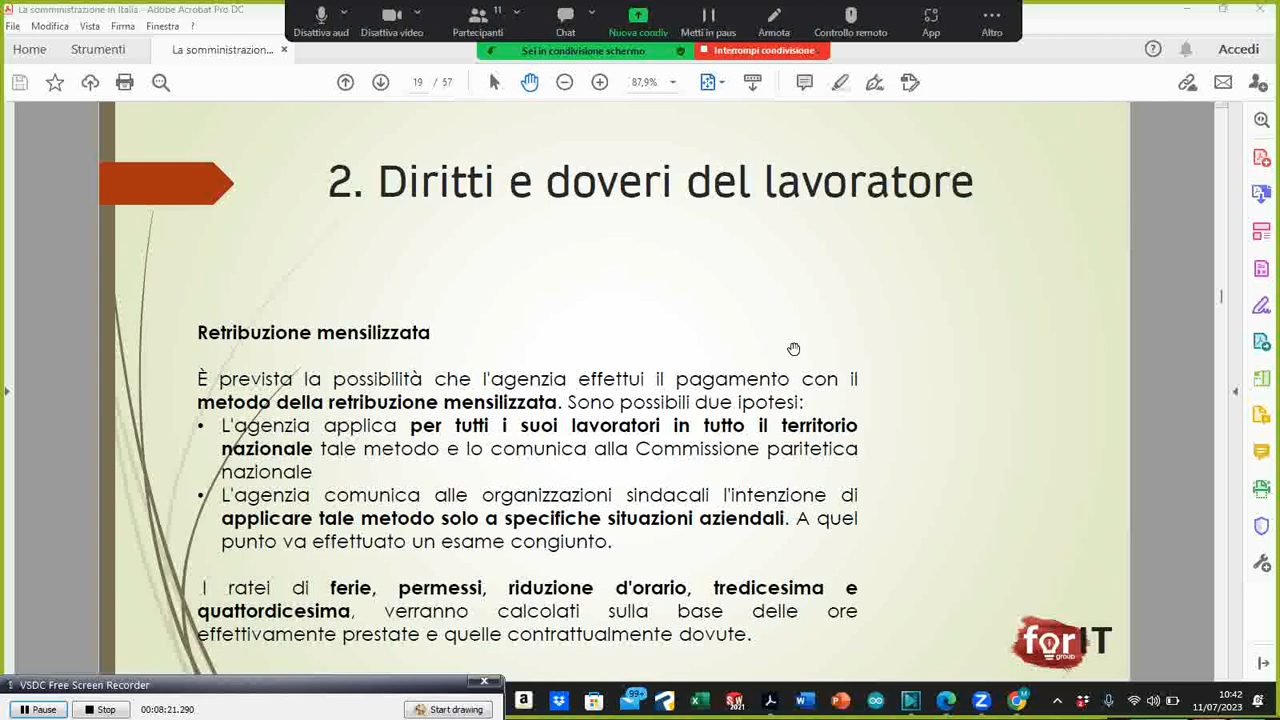 La somministrazione in Italia - Adobe Acrobat Pro DC
File Modifica Vista Firma Finestra ?
Disattiva aud Disattiva video Partecipanti 11 Chat Nuova condiv Metti in paus Annota Controllo remoto App Altro
Sei in condivisione schermo Interrompi condivisione
Home Strumenti La somministrazion... × Accedi
19 / 57 87,9%
2. Diritti e doveri del lavoratore
Retribuzione mensilizzata
È prevista la possibilità che l'agenzia effettui il pagamento con il
metodo della retribuzione mensilizzata. Sono possibili due ipotesi:
• L'agenzia applica per tutti i suoi lavoratori in tutto il territorio
nazionale tale metodo e lo comunica alla Commissione paritetica
nazionale
• L'agenzia comunica alle organizzazioni sindacali l'intenzione di
applicare tale metodo solo a specifiche situazioni aziendali. A quel
punto va effettuato un esame congiunto.
I ratei di ferie, permessi, riduzione d'orario, tredicesima e
quattordicesima, verranno calcolati sulla base delle ore
effettivamente prestate e quelle contrattualmente dovute.
forIT
group
VSDC Free Screen Recorder
Pause Stop 00:08:21.290 Start drawing
99+
SW
2021
10:42
11/07/2023